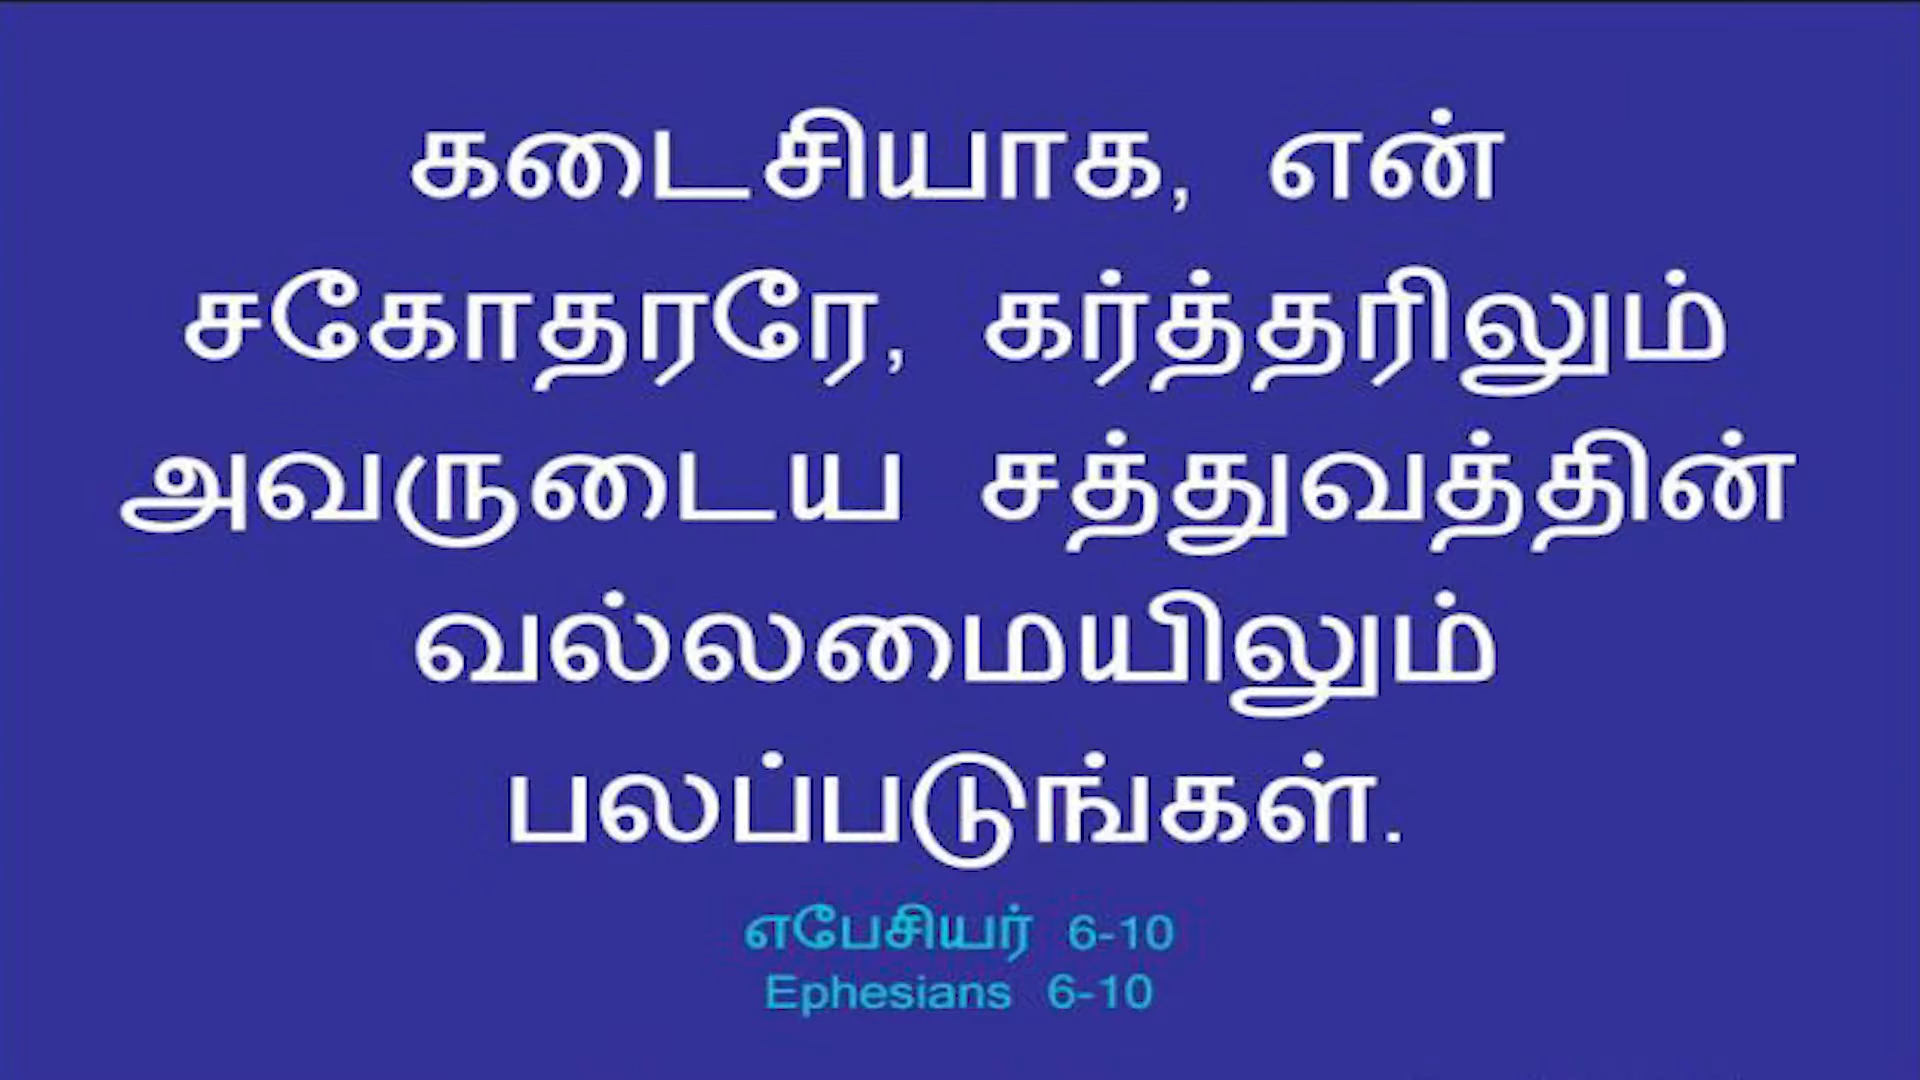 கடைசியாக, என்
சகோதரரே, கர்த்தரிலும்
அவருடைய சத்துவத்தின்
வல்லமையிலும்
பலப்படுங்கள்.
எபேசியர் 6-10
Ephesians 6-10